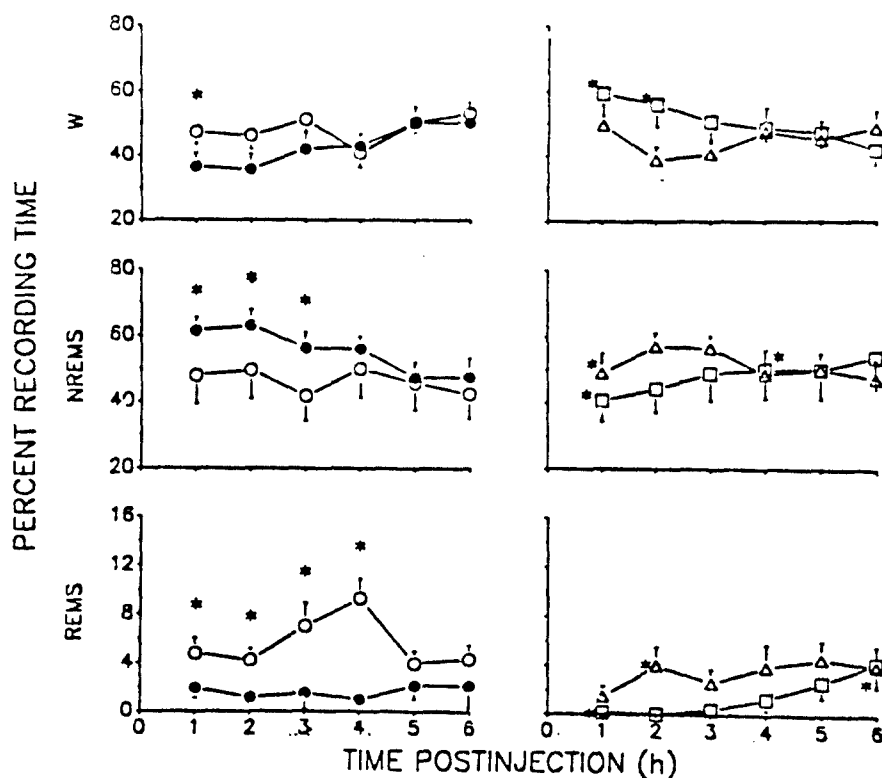 PERCENT RECORDING TIME
W
80
60
40
20
*
* *
NREMS
80
60
40
20
* * *
* * *
REMS
16
12
8
4
0
* * * *
* *
0 1 2 3 4 5 6
0 1 2 3 4 5 6
TIME POSTINJECTION (h)